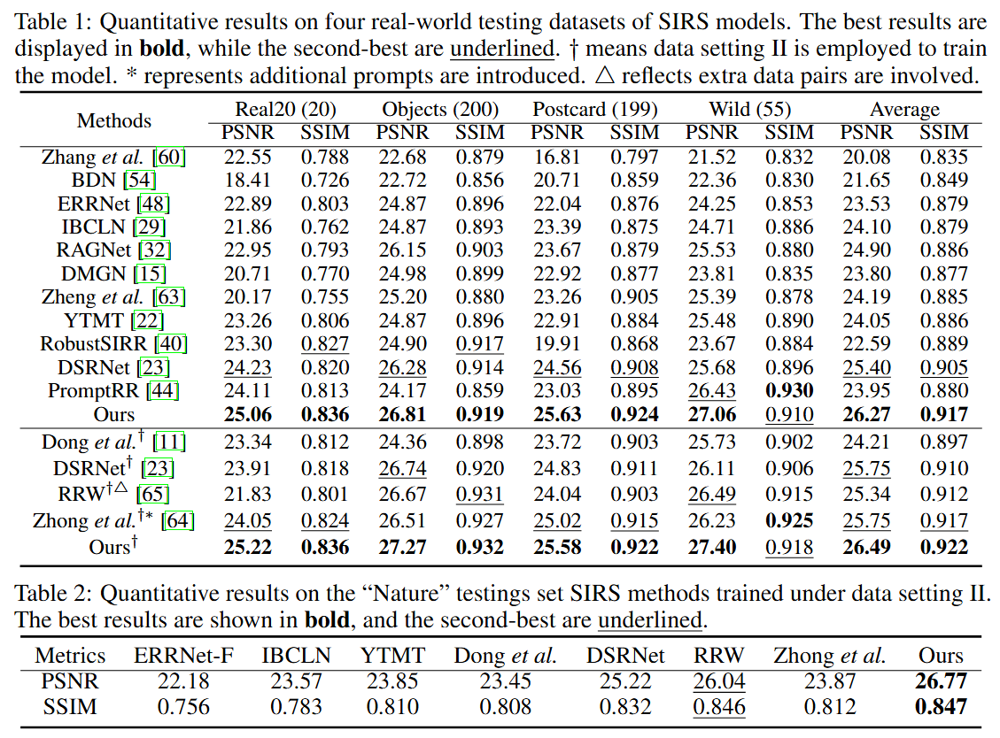 Table 1: Quantitative results on four real-world testing datasets of SIRS models. The best results are
displayed in bold, while the second-best are underlined. † means data setting II is employed to train
the model. * represents additional prompts are introduced. △ reflects extra data pairs are involved.
Methods Real20 (20) Objects (200) Postcard (199) Wild (55) Average
PSNR SSIM PSNR SSIM PSNR SSIM PSNR SSIM PSNR SSIM
Zhang et al. [60] 22.55 0.788 22.68 0.879 16.81 0.797 21.52 0.832 20.08 0.835
BDN [54] 18.41 0.726 22.72 0.856 20.71 0.859 22.36 0.830 21.65 0.849
ERRNet [48] 22.89 0.803 24.87 0.896 22.04 0.876 24.25 0.853 23.53 0.879
IBCLN [29] 21.86 0.762 24.87 0.893 23.39 0.875 24.71 0.886 24.10 0.879
RAGNet [32] 22.95 0.793 26.15 0.903 23.67 0.879 25.53 0.880 24.90 0.886
DMGN [15] 20.71 0.770 24.98 0.899 22.92 0.877 23.81 0.835 23.80 0.877
Zheng et al. [63] 20.17 0.755 25.20 0.880 23.26 0.905 25.39 0.878 24.19 0.885
YTMT [22] 23.26 0.806 24.87 0.896 22.91 0.884 25.48 0.890 24.05 0.886
RobustSIRR [40] 23.30 0.827 24.90 0.917 19.91 0.868 23.67 0.884 22.59 0.889
DSRNet [23] 24.23 0.820 26.28 0.914 24.56 0.908 25.68 0.896 25.40 0.905
PromptRR [44] 24.11 0.813 24.17 0.859 23.03 0.895 26.43 0.930 23.95 0.880
Ours 25.06 0.836 26.81 0.919 25.63 0.924 27.06 0.910 26.27 0.917
Dong et al.† [11] 23.34 0.812 24.36 0.898 23.72 0.903 25.73 0.902 24.21 0.897
DSRNet† [23] 23.91 0.818 26.74 0.920 24.83 0.911 26.11 0.906 25.75 0.910
RRW†△ [65] 21.83 0.801 26.67 0.931 24.04 0.903 26.49 0.915 25.34 0.912
Zhong et al.†* [64] 24.05 0.824 26.51 0.927 25.02 0.915 26.23 0.925 25.75 0.917
Ours† 25.22 0.836 27.27 0.932 25.58 0.922 27.40 0.918 26.49 0.922
Table 2: Quantitative results on the “Nature” testings set SIRS methods trained under data setting II.
The best results are shown in bold, and the second-best are underlined.
Metrics ERRNet-F IBCLN YTMT Dong et al. DSRNet RRW Zhong et al. Ours
PSNR 22.18 23.57 23.85 23.45 25.22 26.04 23.87 26.77
SSIM 0.756 0.783 0.810 0.808 0.832 0.846 0.812 0.847